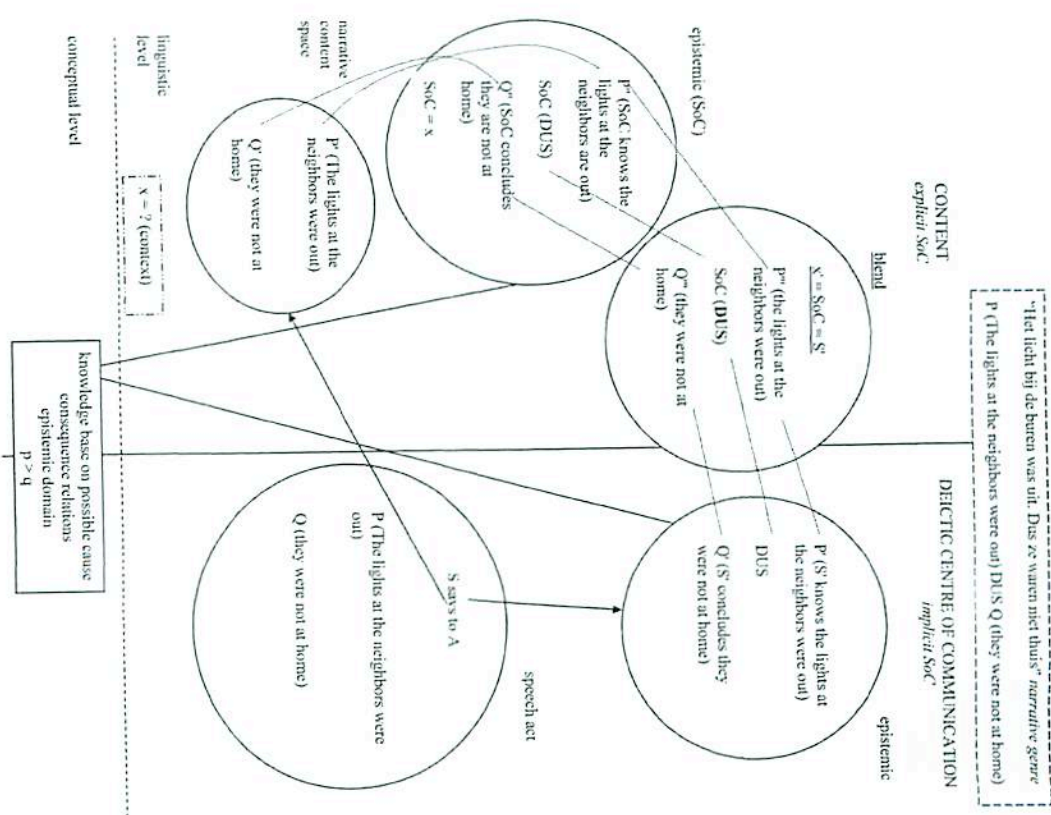 "Het licht bij de buren was uit. Dus ze waren niet thuis" narrative genre
P (The lights at the neighbors were out) DUS Q (they were not at home)
CONTENT
explicit SoC
DEICTIC CENTRE OF COMMUNICATION
implicit SoC
blend
x' = SoC = S'
P''' (the lights at the
neighbors were out)
SoC (DUS)
Q''' (they were not at
home)
epistemic
P' (S' knows the lights at
the neighbors were out)
DUS
Q' (S' concludes they
were not at home)
epistemic (SoC)
P'' (SoC knows the
lights at the
neighbors are out)
SoC (DUS)
Q'' (SoC concludes
they are not at
home)
SoC = x
speech act
S says to A
P (The lights at the neighbors were
out)
Q (they were not at home)
narrative
content
space
P' (The lights at the
neighbors were out)
Q' (they were not at
home)
linguistic
level
x = ? (context)
conceptual level
knowledge base on possible cause
consequence relations
epistemic domain
p > q